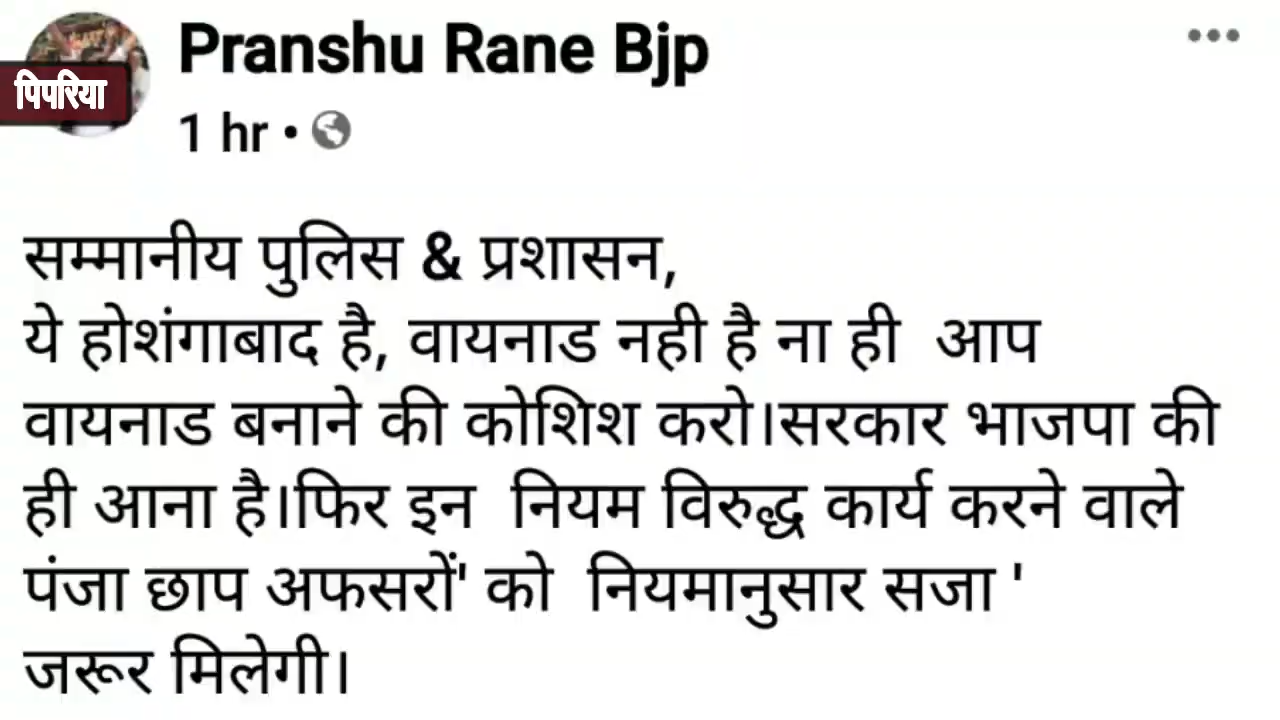 Pranshu Rane Bjp
पिपरिया
1 hr •
सम्मानीय पुलिस & प्रशासन,
ये होशंगाबाद है, वायनाड नही है ना ही आप
वायनाड बनाने की कोशिश करो।सरकार भाजपा की
ही आना है।फिर इन नियम विरुद्ध कार्य करने वाले
पंजा छाप अफसरों' को नियमानुसार सजा '
जरूर मिलेगी।